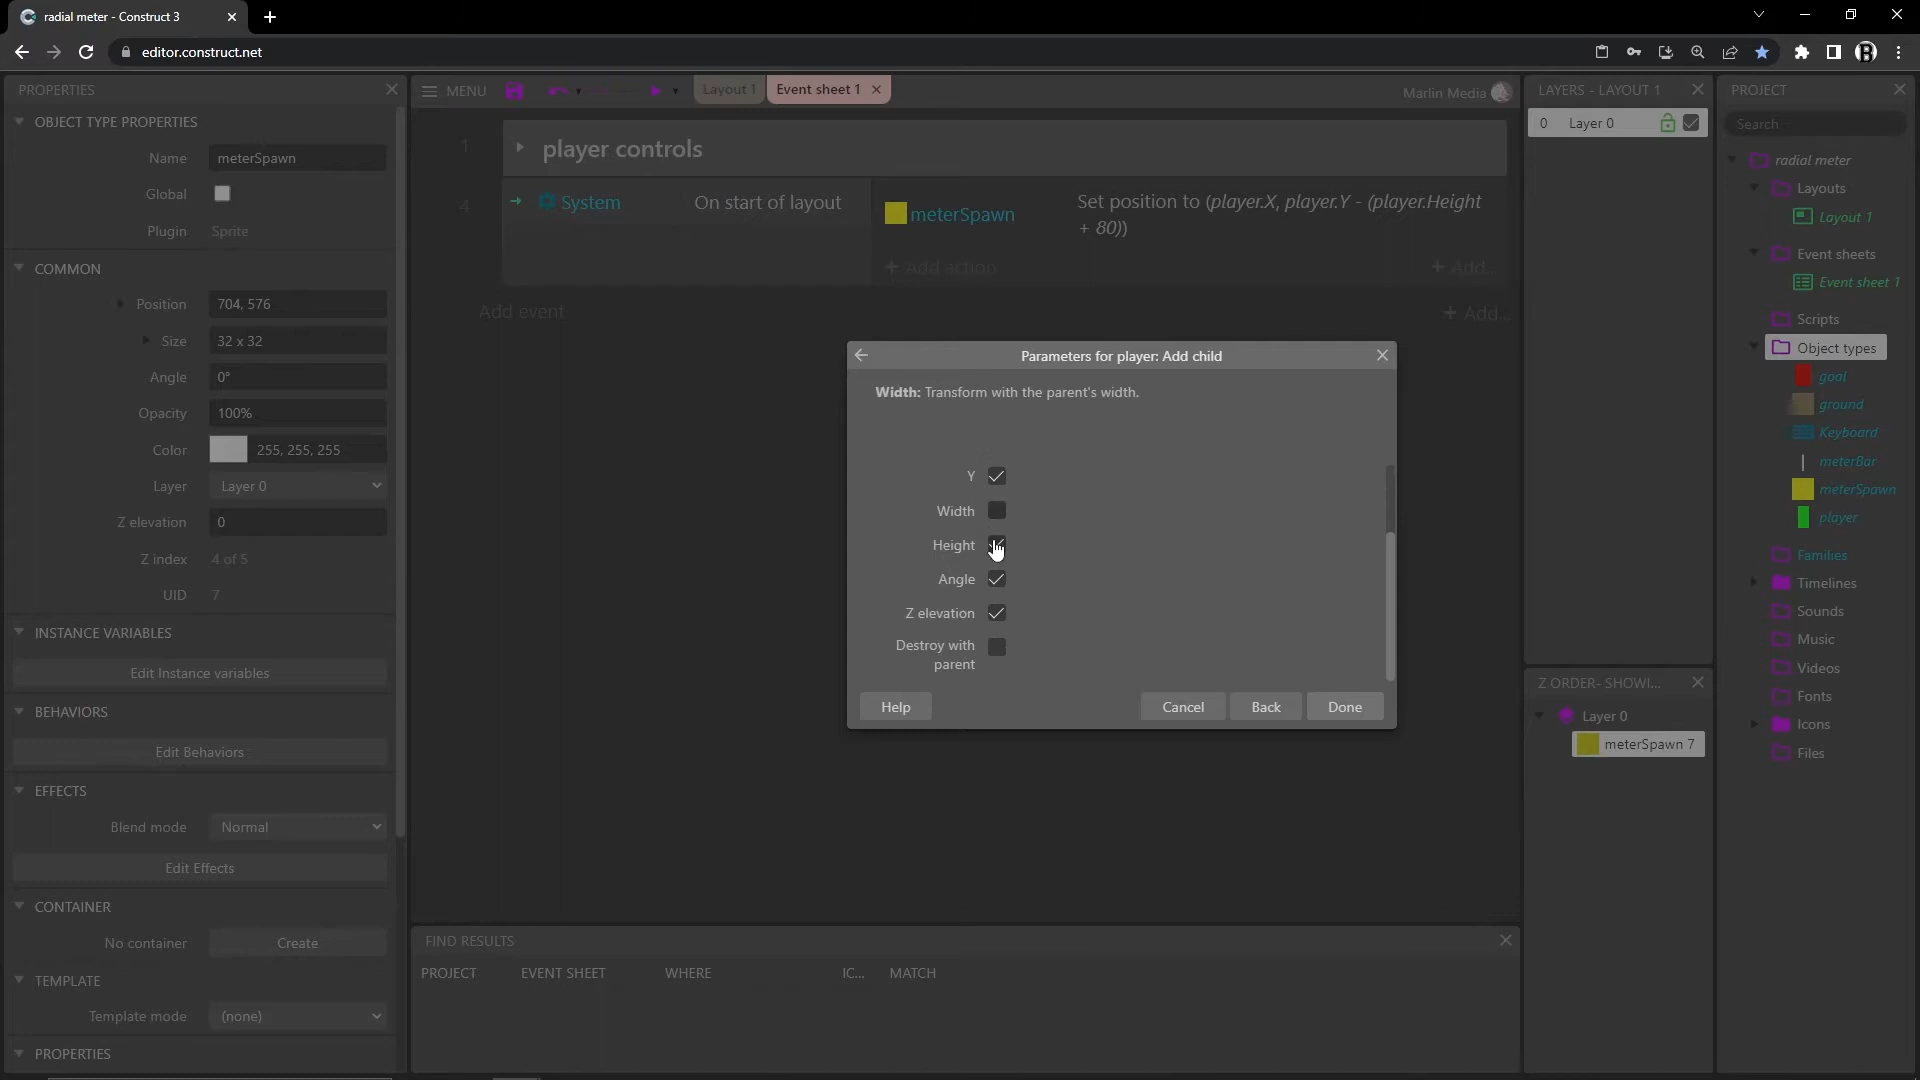 radial meter - Construct 3
editor.construct.net
PROPERTIES
OBJECT TYPE PROPERTIES
Name meterSpawn
Global
Plugin Sprite
COMMON
Position 704, 576
Size 32 x 32
Angle 0°
Opacity 100%
Color 255, 255, 255
Layer Layer 0
Z elevation 0
Z index 4 of 5
UID 7
INSTANCE VARIABLES
Edit Instance variables
BEHAVIORS
Edit Behaviors
EFFECTS
Blend mode Normal
Edit Effects
CONTAINER
No container Create
TEMPLATE
Template mode (none)
PROPERTIES
MENU
Layout 1
Event sheet 1
Marlin Media
1 player controls
4 System On start of layout
meterSpawn Set position to (player.X, player.Y - (player.Height
+ 80))
+ Add action + Add...
Add event + Add...
Parameters for player: Add child
Width: Transform with the parent's width.
Y
Width
Height
Angle
Z elevation
Destroy with
parent
Help Cancel Back Done
FIND RESULTS
PROJECT EVENT SHEET WHERE IC... MATCH
LAYERS - LAYOUT 1
0 Layer 0
Z ORDER- SHOWI...
Layer 0
meterSpawn 7
PROJECT
Search
radial meter
Layouts
Layout 1
Event sheets
Event sheet 1
Scripts
Object types
goal
ground
Keyboard
meterBar
meterSpawn
player
Families
Timelines
Sounds
Music
Videos
Fonts
Icons
Files